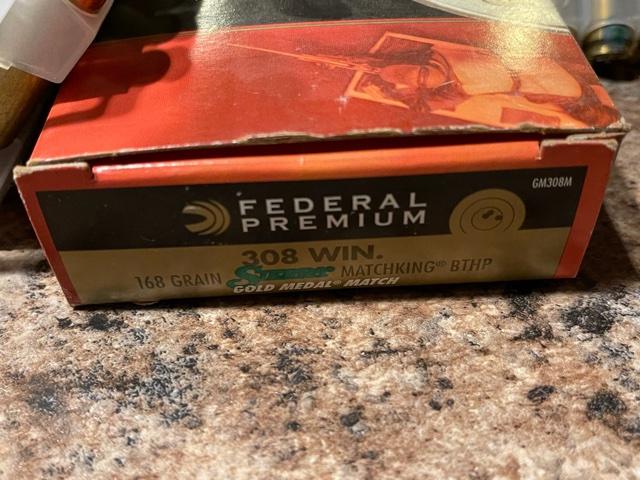 GM308M
FEDERAL
PREMIUM
308 WIN.
168 GRAIN Sierra MATCHKING® BTHP
GOLD MEDAL® MATCH